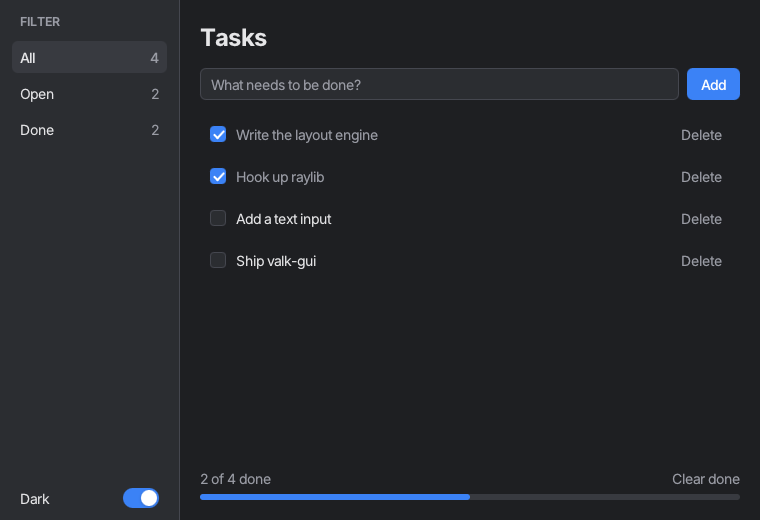 FILTER
All 4
Open 2
Done 2
Dark
Tasks
What needs to be done? Add
Write the layout engine Delete
Hook up raylib Delete
Add a text input Delete
Ship valk-gui Delete
2 of 4 done Clear done